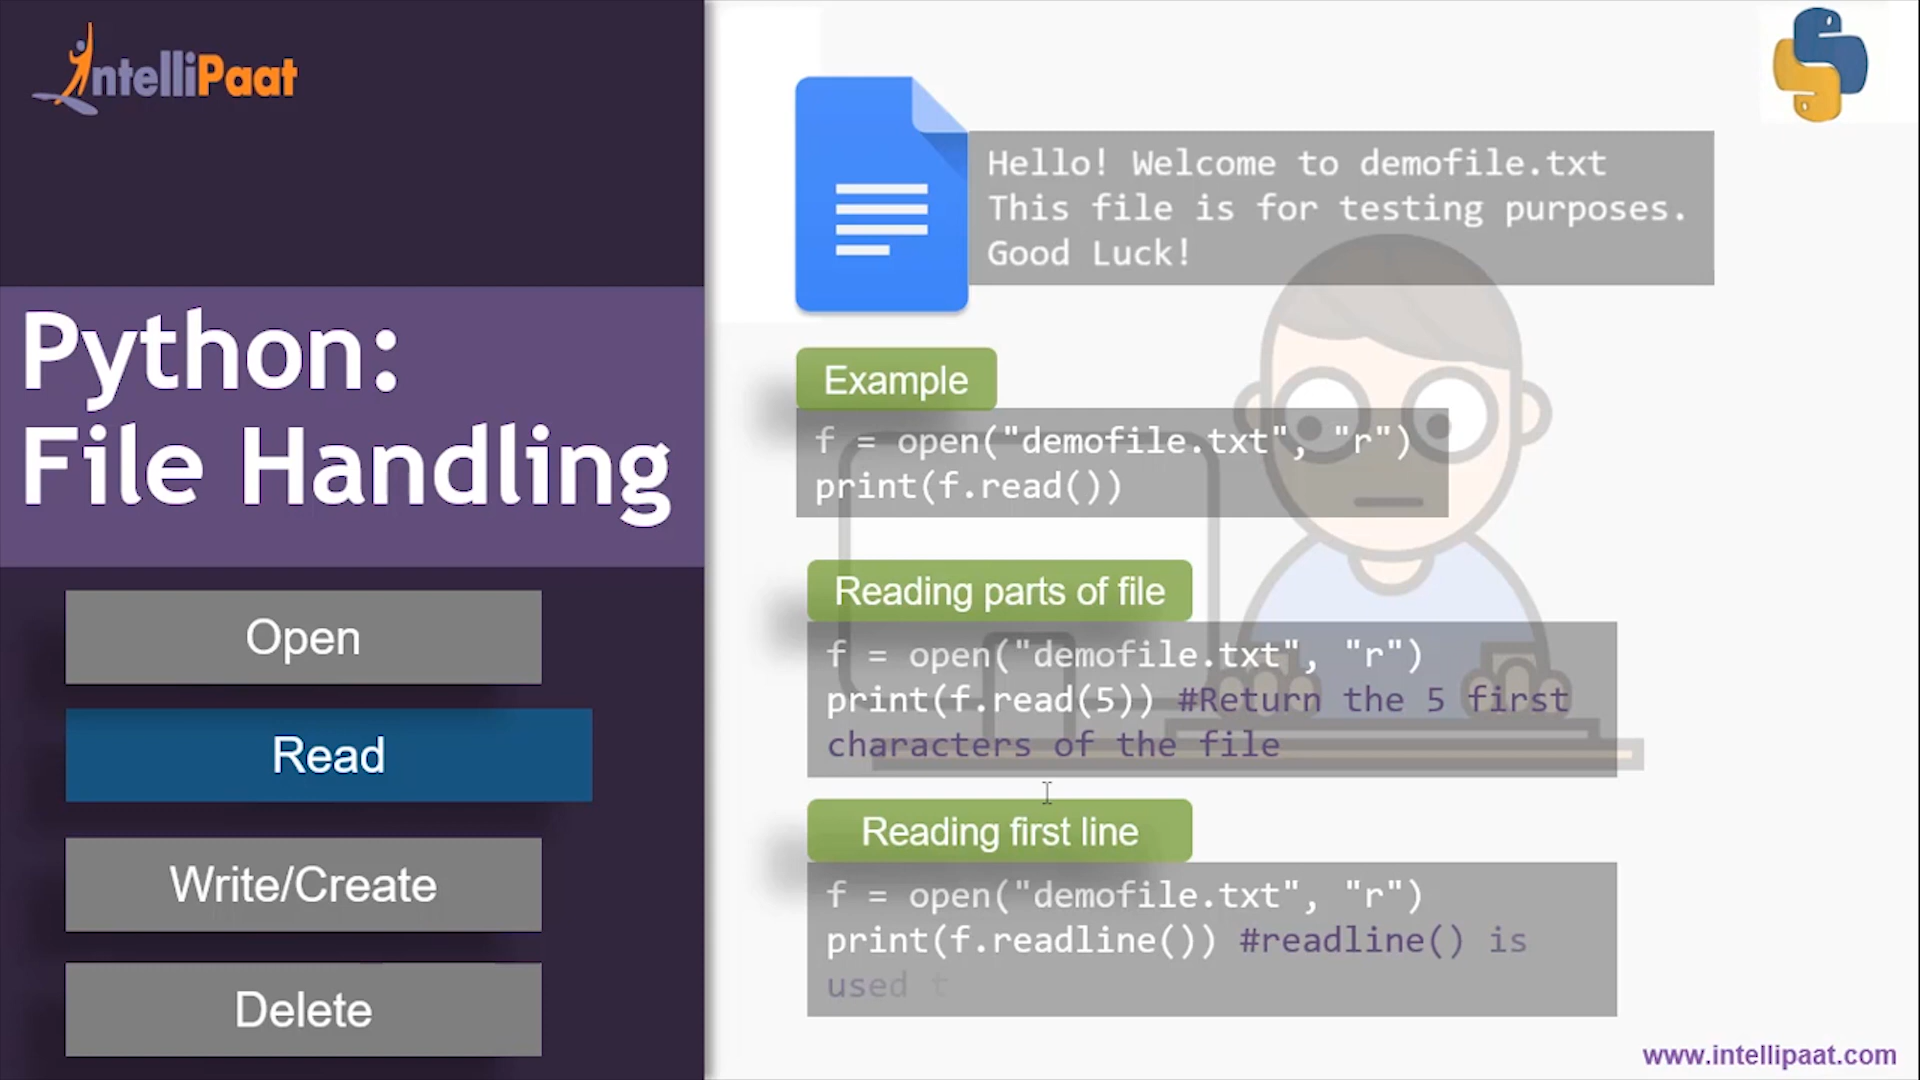 IntelliPaat
Python:
File Handling
Open
Read
Write/Create
Delete
Hello! Welcome to demofile.txt
This file is for testing purposes.
Good Luck!
Example
f = open("demofile.txt", "r")
print(f.read())
Reading parts of file
f = open("demofile.txt", "r")
print(f.read(5)) #Return the 5 first
characters of the file
Reading first line
f = open("demofile.txt", "r")
print(f.readline()) #readline() is
used t
www.intellipaat.com